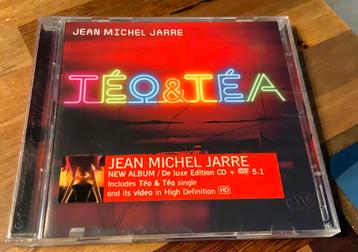 JEAN MICHEL JARRE
TÉO & TÉA
JEAN MICHEL JARRE
NEW ALBUM / De luxe Edition CD + DVD 5.1
Includes Téo & Téa single
and its video in High Definition HD